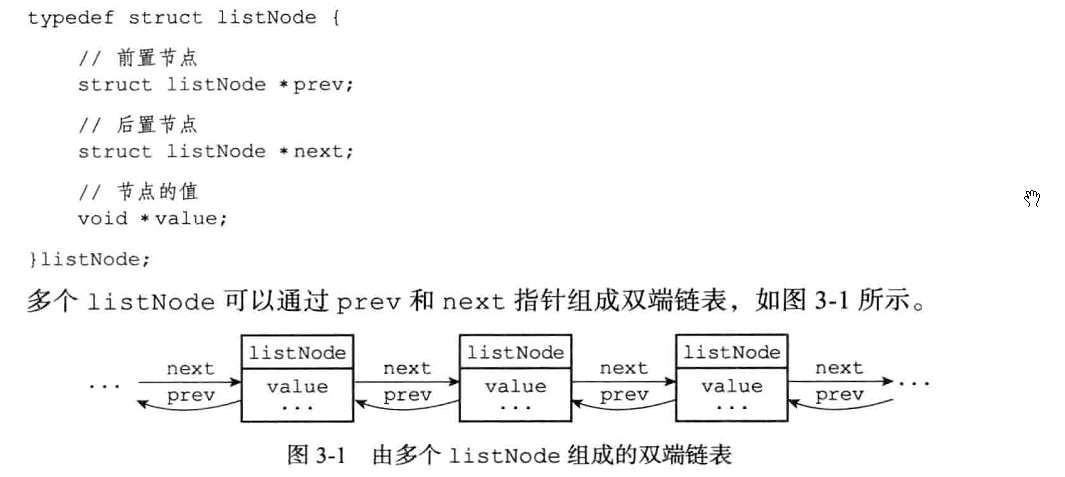 typedef struct listNode {
// 前置节点
struct listNode *prev;
// 后置节点
struct listNode *next;
// 节点的值
void *value;
}listNode;
多个 listNode 可以通过 prev 和 next 指针组成双端链表，如图 3-1 所示。
listNode listNode listNode
next next next next
... value value value ...
prev prev prev prev
... ... ...
图 3-1 由多个 listNode 组成的双端链表